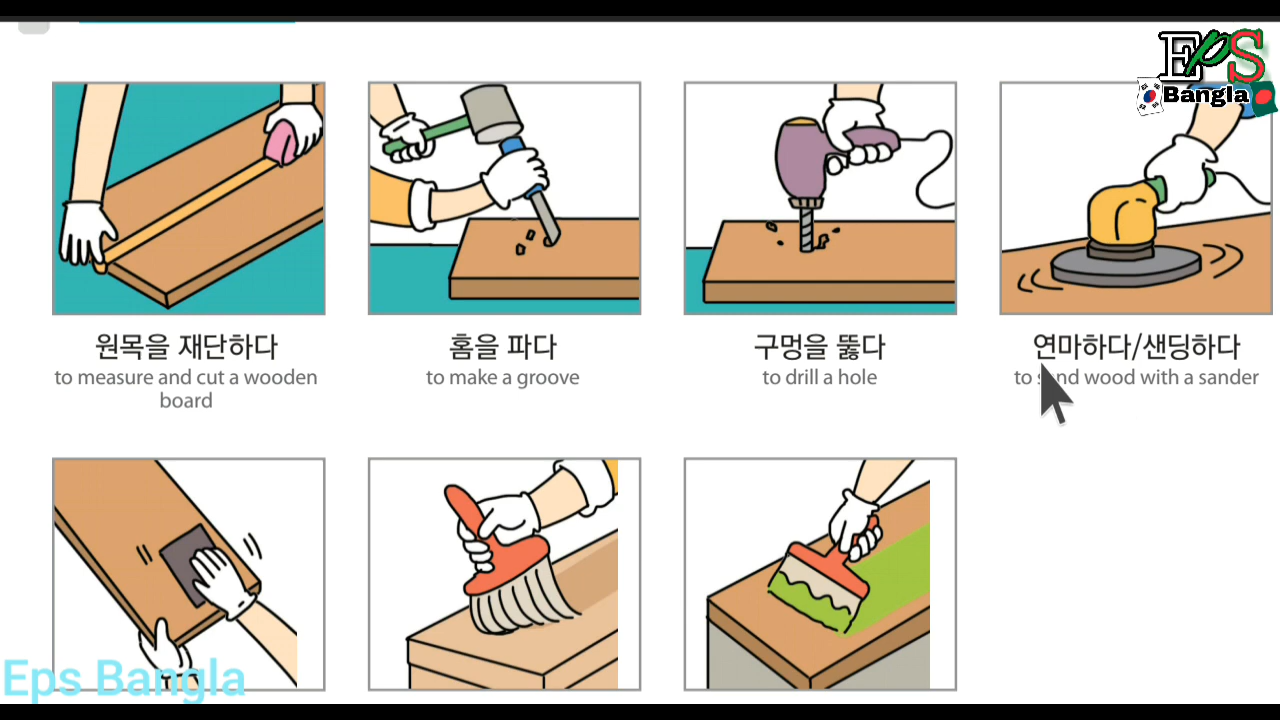 EPS
Bangla
원목을 재단하다
to measure and cut a wooden
board
홈을 파다
to make a groove
구멍을 뚫다
to drill a hole
연마하다/샌딩하다
to sand wood with a sander
Eps Bangla